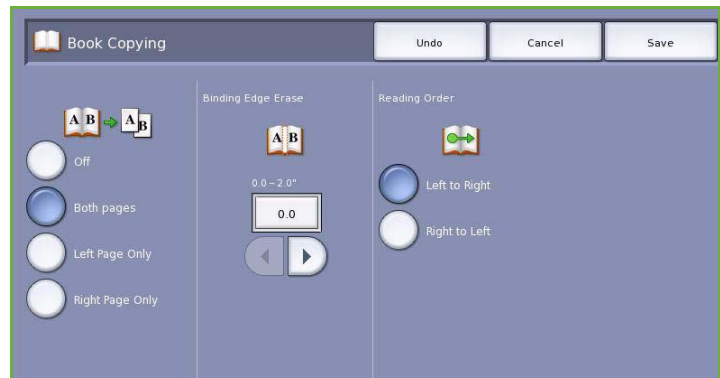 Book Copying
Undo
Cancel
Save
A B A B
Off
Both pages
Left Page Only
Right Page Only
Binding Edge Erase
A B
0.0 – 2.0"
0.0
Reading Order
Left to Right
Right to Left